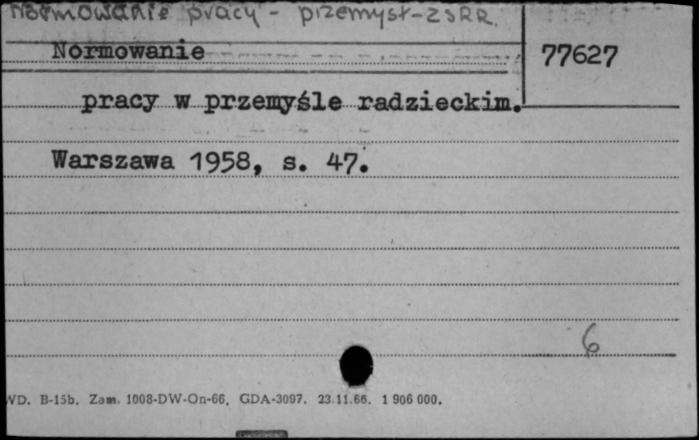 normowanie pracy - przemysł - ZSRR.
Normowanie
77627
pracy w przemyśle radzieckim.
Warszawa 1958, s. 47.
6
WD. B-15b. Zam. 1008-DW-On-66, GDA-3097. 23.11.66. 1 906 000.